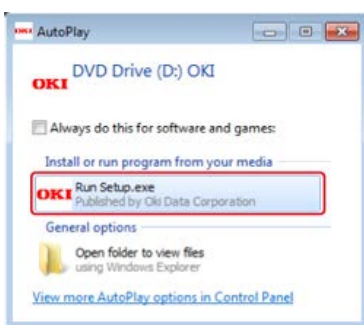 OKI AutoPlay
DVD Drive (D:) OKI
OKI
Always do this for software and games:
Install or run program from your media
OKI Run Setup.exe
Published by Oki Data Corporation
General options
Open folder to view files
using Windows Explorer
View more AutoPlay options in Control Panel